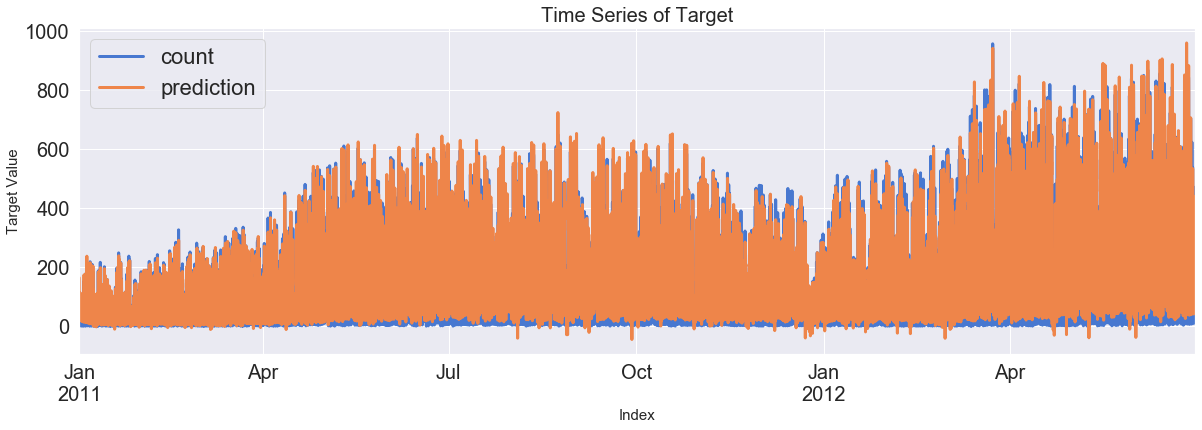 Time Series of Target
1000
800
600
400
200
0
Target Value
count
prediction
Jan
2011
Apr
Jul
Oct
Jan
2012
Apr
Index